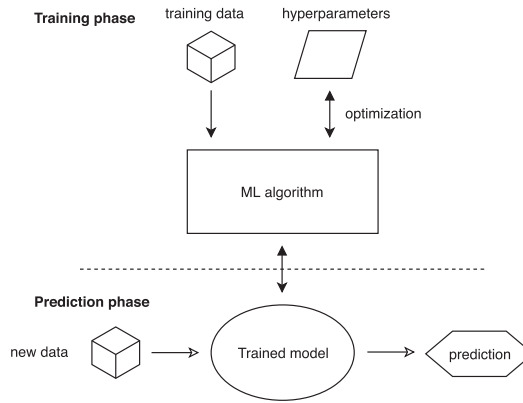 Training phase
training data
hyperparameters
optimization
ML algorithm
Prediction phase
new data
Trained model
prediction